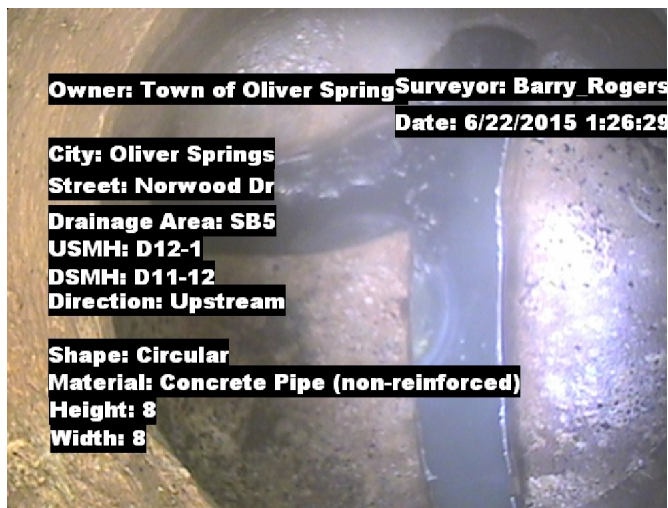 Owner: Town of Oliver Spring
Surveyor: Barry_Rogers
Date: 6/22/2015 1:26:29
City: Oliver Springs
Street: Norwood Dr
Drainage Area: SB5
USMH: D12-1
DSMH: D11-12
Direction: Upstream
Shape: Circular
Material: Concrete Pipe (non-reinforced)
Height: 8
Width: 8